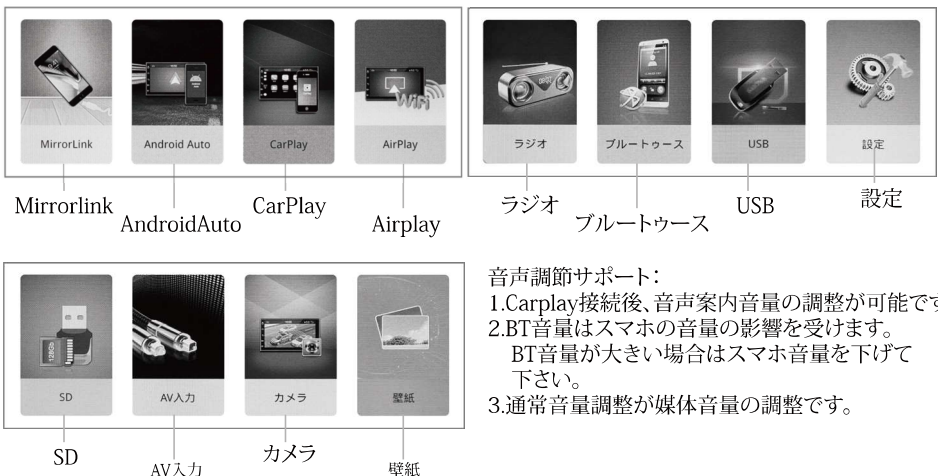 MirrorLink
Android Auto
CarPlay
AirPlay
Mirrorlink
AndroidAuto
CarPlay
Airplay
ラジオ
ブルートゥース
USB
設定
ラジオ
ブルートゥース
USB
設定
128Gb
SD
AV入力
カメラ
壁紙
SD
AV入力
カメラ
壁紙
音声調節サポート：
1.Carplay接続後、音声案内音量の調整が可能です
2.BT音量はスマホの音量の影響を受けます。
BT音量が大きい場合はスマホ音量を下げて
下さい。
3.通常音量調整が媒体音量の調整です。